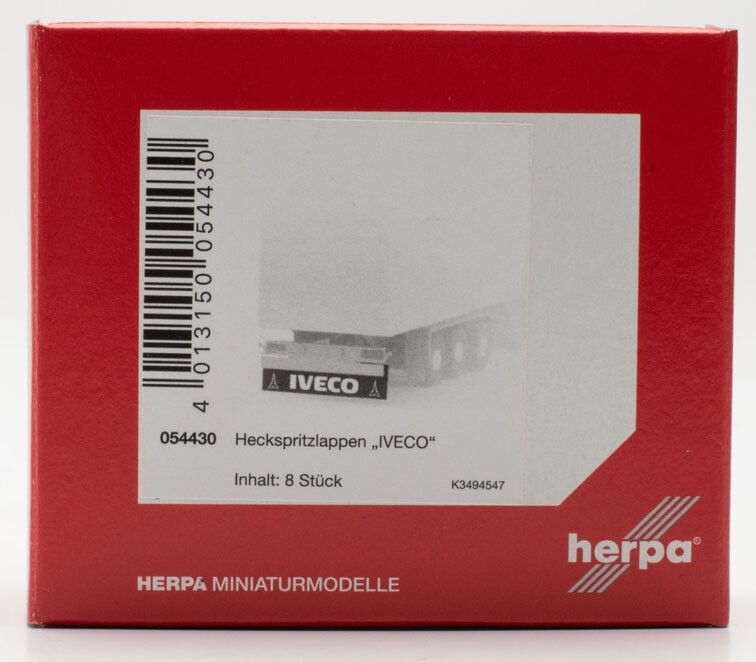 4 013150 054430
IVECO
054430 Heckspritzlappen „IVECO“
Inhalt: 8 Stück K3494547
herpa®
HERPA MINIATURMODELLE